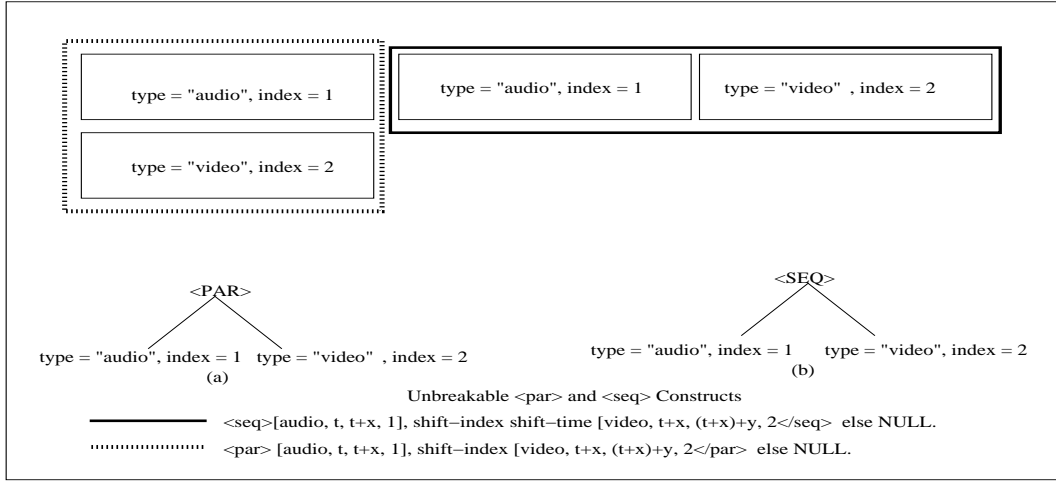 type = "audio", index = 1
type = "video", index = 2
type = "audio", index = 1
type = "video" , index = 2
<PAR>
type = "audio", index = 1
type = "video" , index = 2
(a)
<SEQ>
type = "audio", index = 1
type = "video", index = 2
(b)
Unbreakable <par> and <seq> Constructs
<seq>[audio, t, t+x, 1], shift−index shift−time [video, t+x, (t+x)+y, 2</seq> else NULL.
<par> [audio, t, t+x, 1], shift−index [video, t+x, (t+x)+y, 2</par> else NULL.